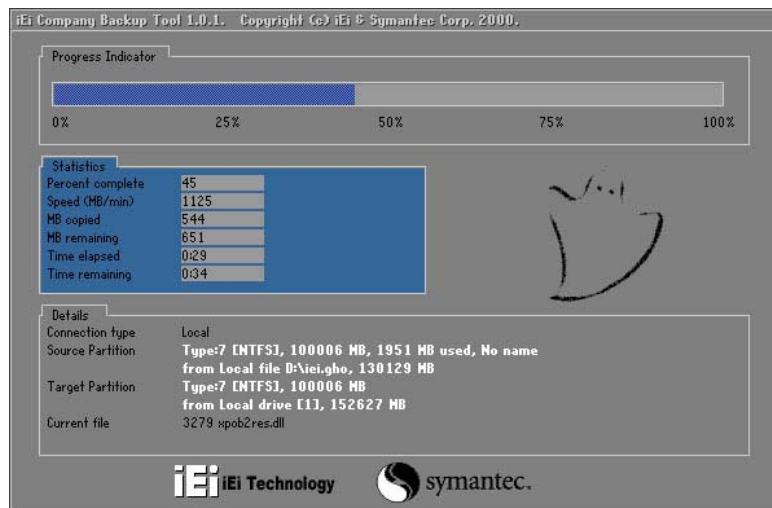 iEi Company Backup Tool 1.0.1. Copyright (c) iEi & Symantec Corp. 2000.
Progress Indicator
0% 25% 50% 75% 100%
Statistics
Percent complete 45
Speed (MB/min) 1125
MB copied 544
MB remaining 651
Time elapsed 0:29
Time remaining 0:34
Details
Connection type Local
Source Partition Type:7 [NTFS], 100006 MB, 1951 MB used, No name
from Local file D:\iei.gho, 130129 MB
Target Partition Type:7 [NTFS], 100006 MB
from Local drive [1], 152627 MB
Current file 3279 xpob2res.dll
iEi iEi Technology symantec.